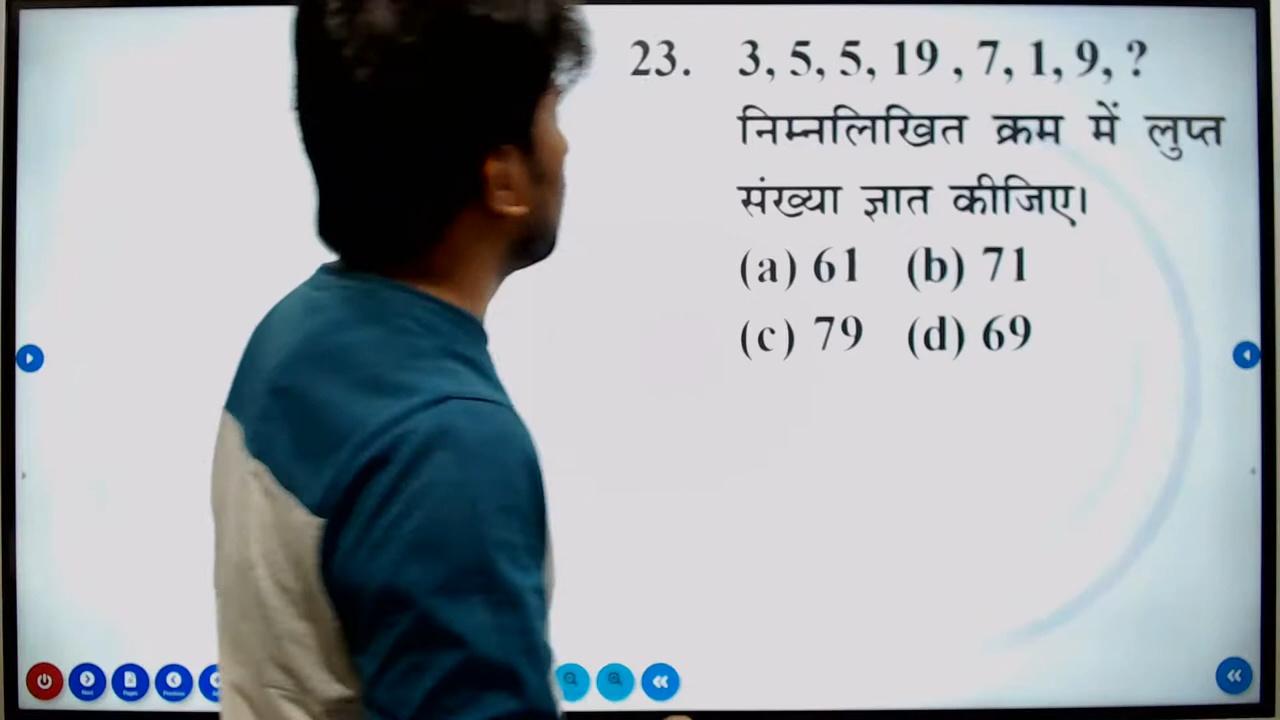 23. 3, 5, 5, 19 , 7, 1, 9, ?
निम्नलिखित क्रम में लुप्त
संख्या ज्ञात कीजिए।
(a) 61 (b) 71
(c) 79 (d) 69